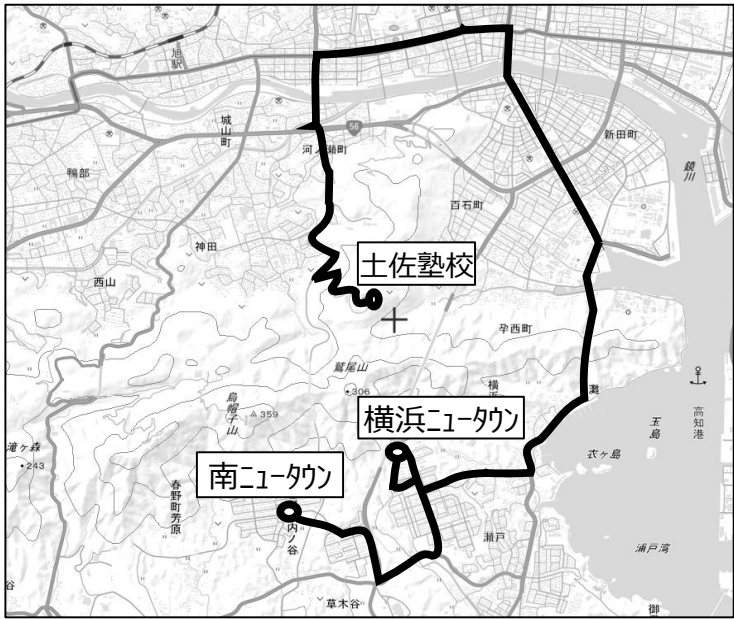 旭駅
城山町
56
河ノ瀬町
新田町
鏡川
鴨部
百石町
神田
土佐塾校
西山
孕西町
鷲尾山
306
横浜ニュータウン
烏帽子山
359
灘
高知港
玉島
衣ヶ島
滝ヶ森
243
南ニュータウン
春野町芳原
内ノ谷
瀬戸
浦戸湾
谷
草木谷
御